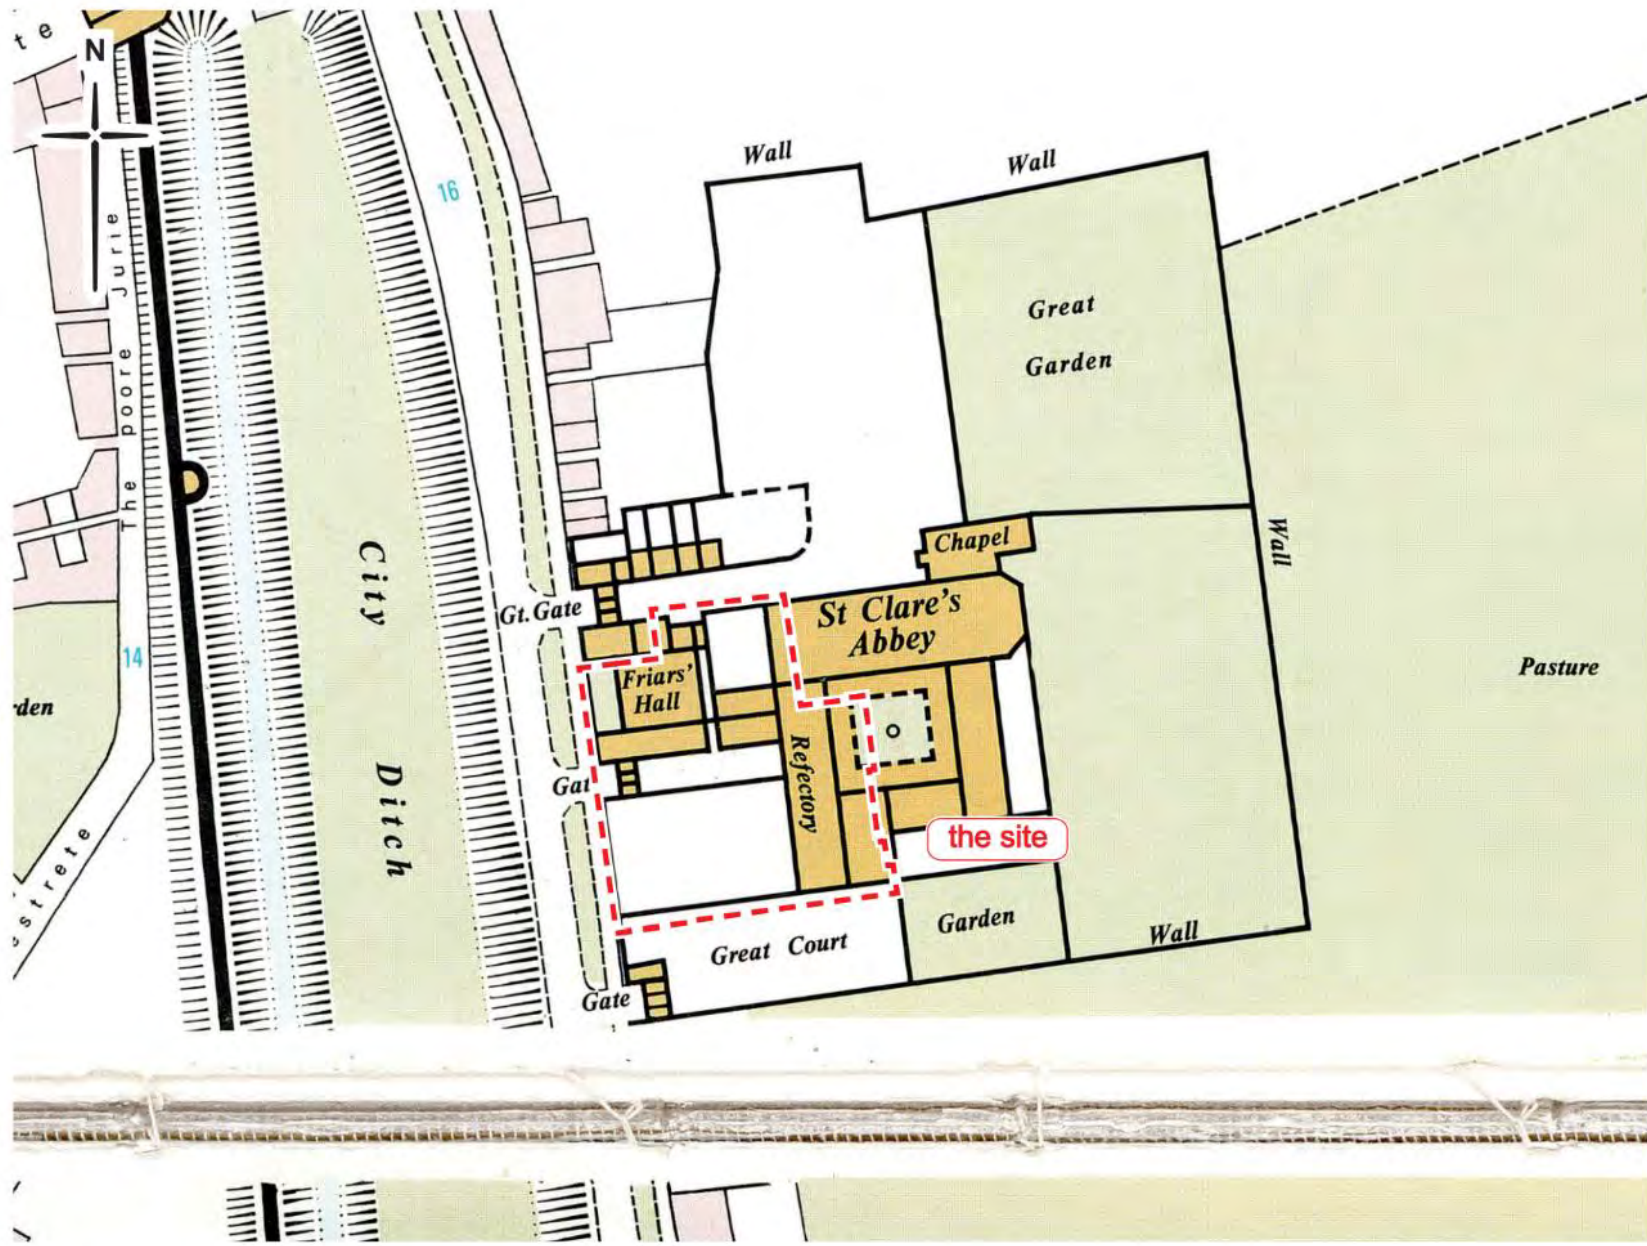 te
N
Wall
Wall
16
The poore Jurie
Great
Garden
Wall
Chapel
City Ditch
Gt. Gate
St Clare's
Abbey
14
Friars'
Hall
Pasture
rden
Refectory
Gat
the site
estrete
Garden
Great Court
Wall
Gate